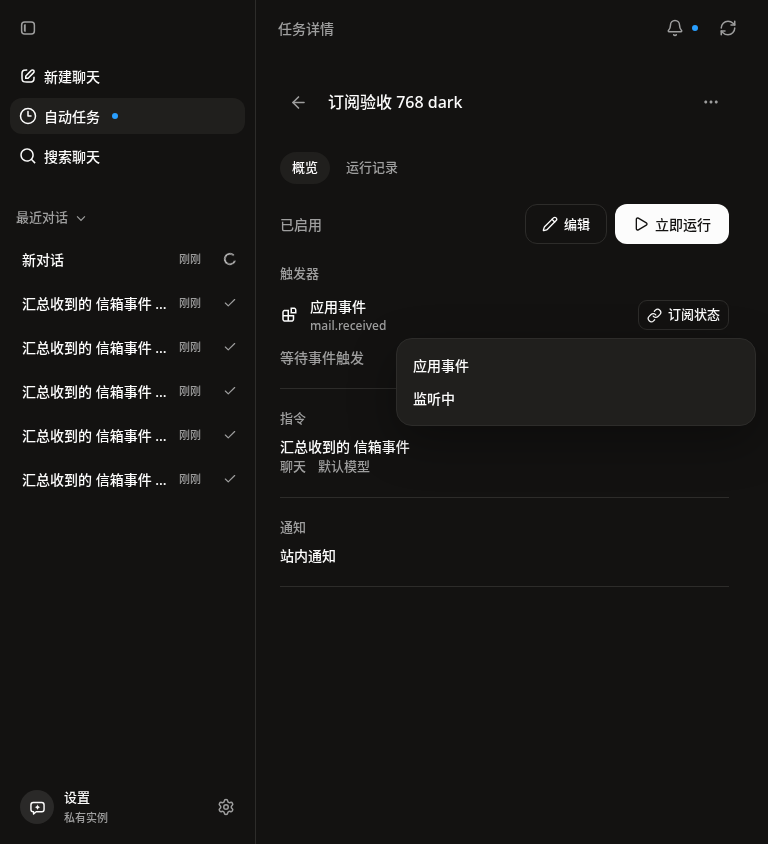 任务详情
新建聊天
自动任务
搜索聊天
最近对话
新对话 刚刚
汇总收到的 信箱事件 ... 刚刚
汇总收到的 信箱事件 ... 刚刚
汇总收到的 信箱事件 ... 刚刚
汇总收到的 信箱事件 ... 刚刚
汇总收到的 信箱事件 ... 刚刚
设置
私有实例
订阅验收 768 dark
概览 运行记录
已启用 编辑 立即运行
触发器
应用事件
mail.received
订阅状态
等待事件触发
应用事件
监听中
指令
汇总收到的 信箱事件
聊天 默认模型
通知
站内通知